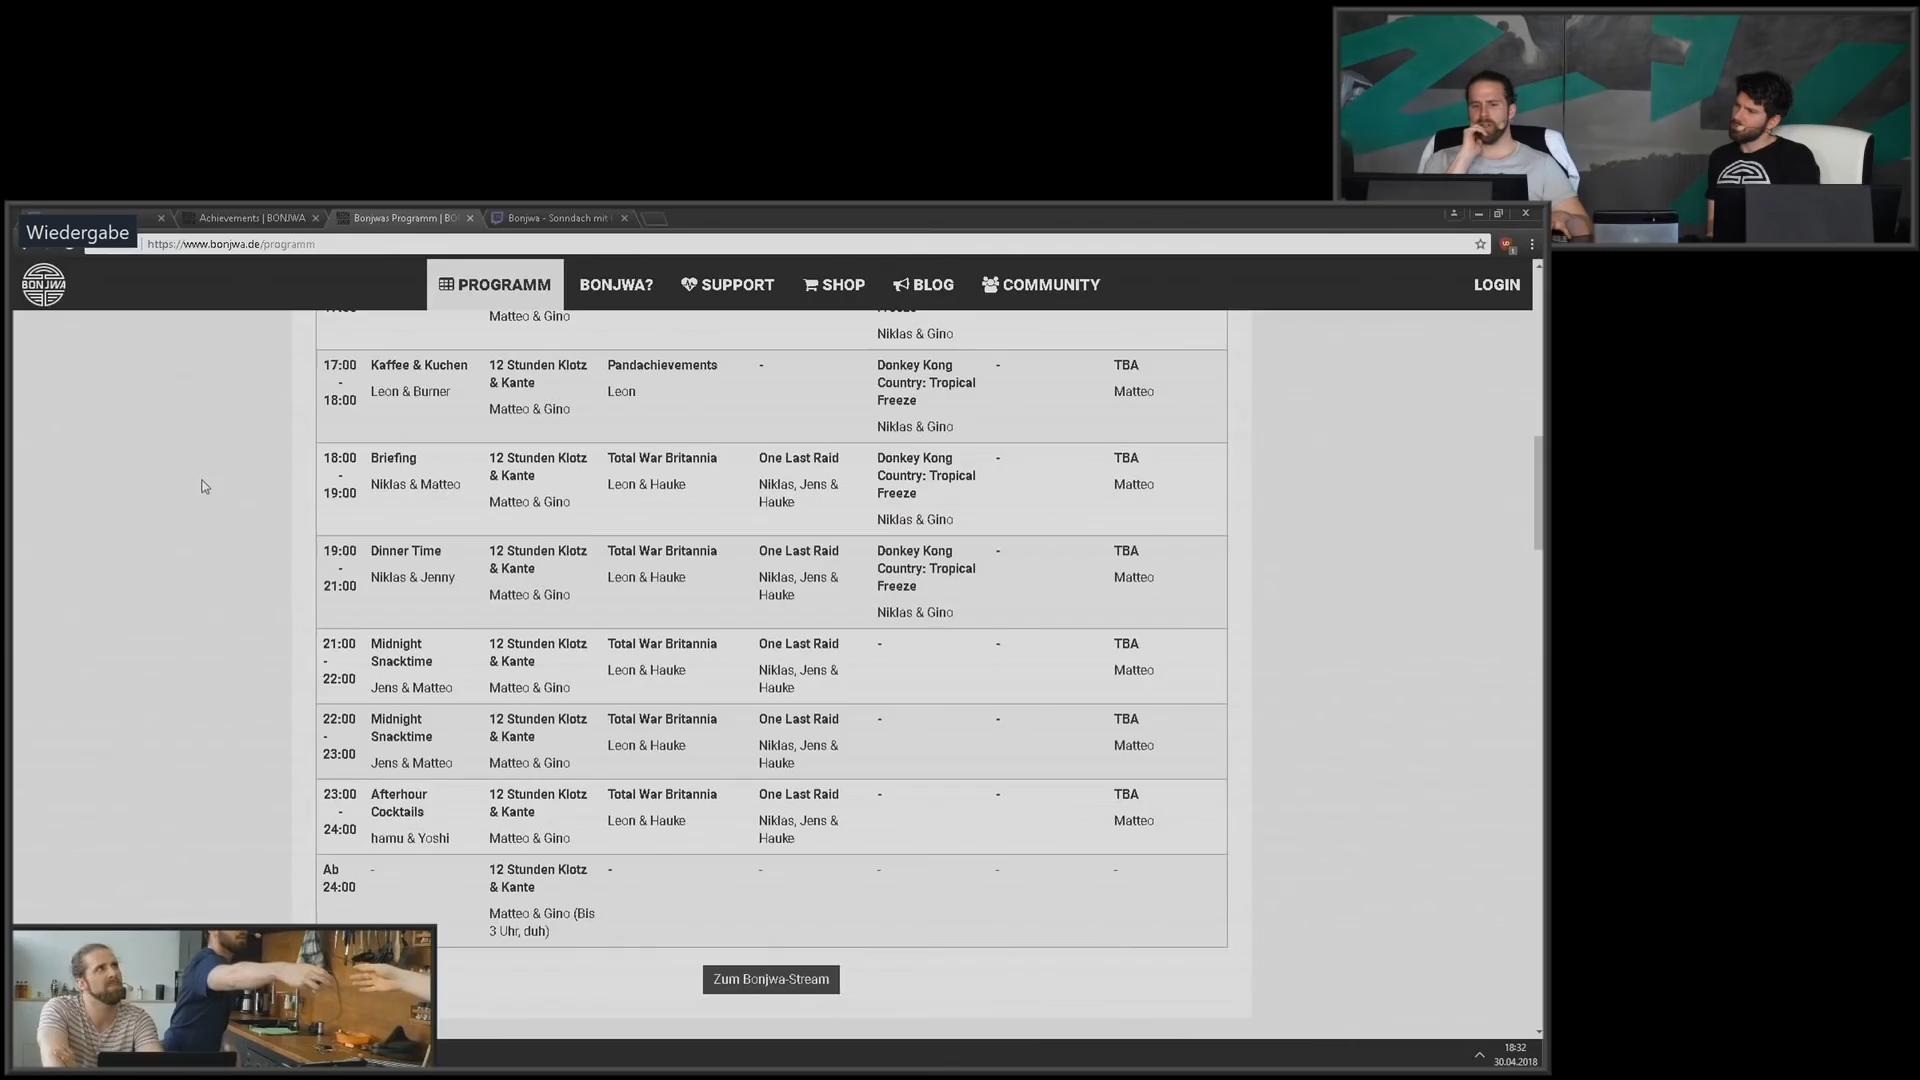 Wiedergabe
Achievements | BONJWA
Bonjwas Programm | BO
Bonjwa - Sonndach mit
https://www.bonjwa.de/programm
BONJWA
PROGRAMM
BONJWA?
SUPPORT
SHOP
BLOG
COMMUNITY
LOGIN
Matteo & Gino
Niklas & Gino
17:00 - 18:00
Kaffee & Kuchen
Leon & Burner
12 Stunden Klotz
& Kante
Matteo & Gino
Pandachievements
Leon
-
Donkey Kong
Country: Tropical
Freeze
Niklas & Gino
-
TBA
Matteo
18:00 - 19:00
Briefing
Niklas & Matteo
12 Stunden Klotz
& Kante
Matteo & Gino
Total War Britannia
Leon & Hauke
One Last Raid
Niklas, Jens &
Hauke
Donkey Kong
Country: Tropical
Freeze
Niklas & Gino
-
TBA
Matteo
19:00 - 21:00
Dinner Time
Niklas & Jenny
12 Stunden Klotz
& Kante
Matteo & Gino
Total War Britannia
Leon & Hauke
One Last Raid
Niklas, Jens &
Hauke
Donkey Kong
Country: Tropical
Freeze
Niklas & Gino
-
TBA
Matteo
21:00 - 22:00
Midnight
Snacktime
Jens & Matteo
12 Stunden Klotz
& Kante
Matteo & Gino
Total War Britannia
Leon & Hauke
One Last Raid
Niklas, Jens &
Hauke
-
-
TBA
Matteo
22:00 - 23:00
Midnight
Snacktime
Jens & Matteo
12 Stunden Klotz
& Kante
Matteo & Gino
Total War Britannia
Leon & Hauke
One Last Raid
Niklas, Jens &
Hauke
-
-
TBA
Matteo
23:00 - 24:00
Afterhour
Cocktails
hamu & Yoshi
12 Stunden Klotz
& Kante
Matteo & Gino
Total War Britannia
Leon & Hauke
One Last Raid
Niklas, Jens &
Hauke
-
-
TBA
Matteo
Ab
24:00
-
12 Stunden Klotz
& Kante
Matteo & Gino (Bis
3 Uhr, duh)
-
-
-
-
-
Zum Bonjwa-Stream
18:32
30.04.2018